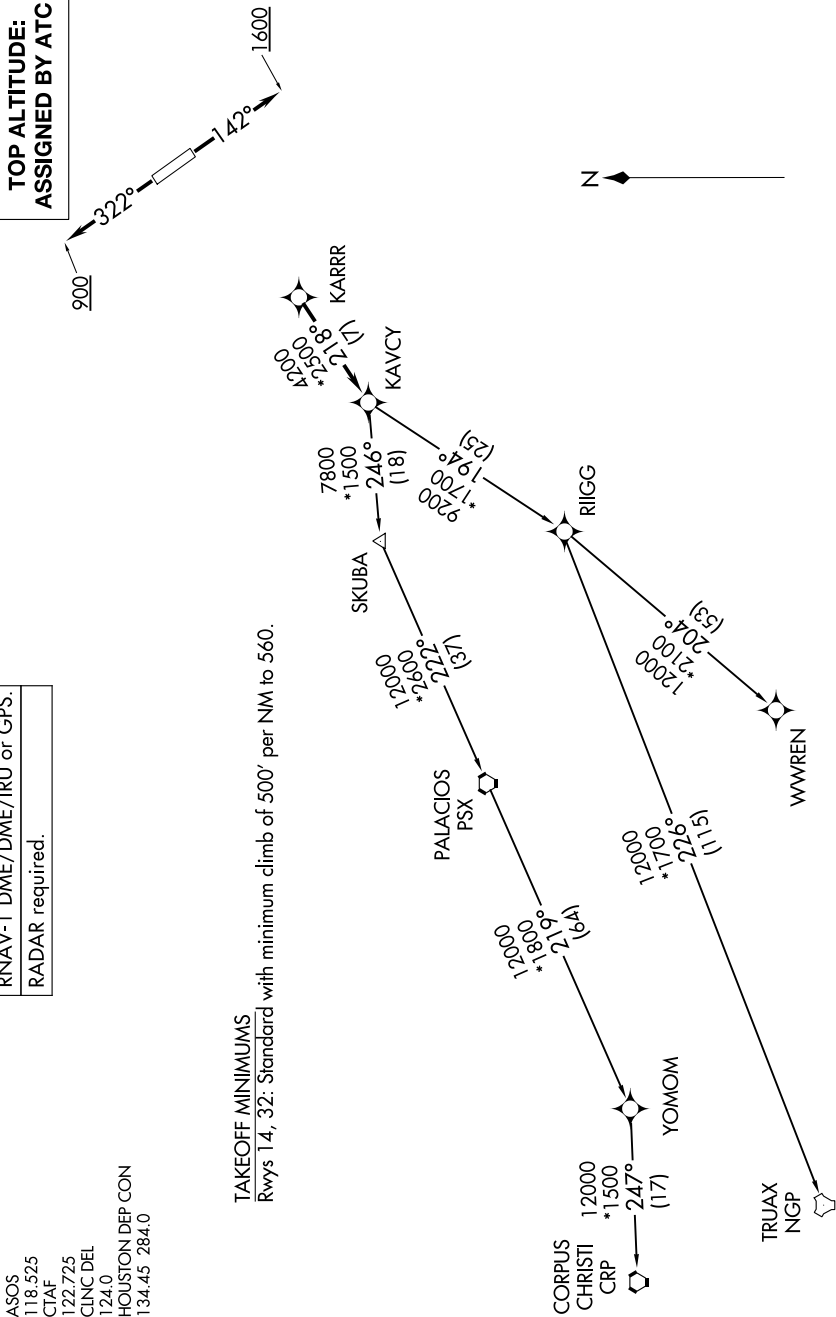 TOP ALTITUDE:
ASSIGNED BY ATC
1600
142°
322°
900
N
RNAV-1 DME/DME/IRU or GPS.
RADAR required.
ASOS
118.525
CTAF
122.725
CLNC DEL
124.0
HOUSTON DEP CON
134.45 284.0
TAKEOFF MINIMUMS
Rwys 14, 32: Standard with minimum climb of 500' per NM to 560.
KARRR
4200
*2500
218°
(7)
KAVCY
7800
*1500
246°
(18)
9200
*1700
194°
(25)
SKUBA
RIIGG
12000
*2600
222°
(37)
12000
*2100
204°
(53)
PALACIOS
PSX
WWREN
12000
*1800
219°
(64)
12000
*1700
226°
(115)
YOMOM
12000
*1500
247°
(17)
CORPUS
CHRISTI
CRP
TRUAX
NGP